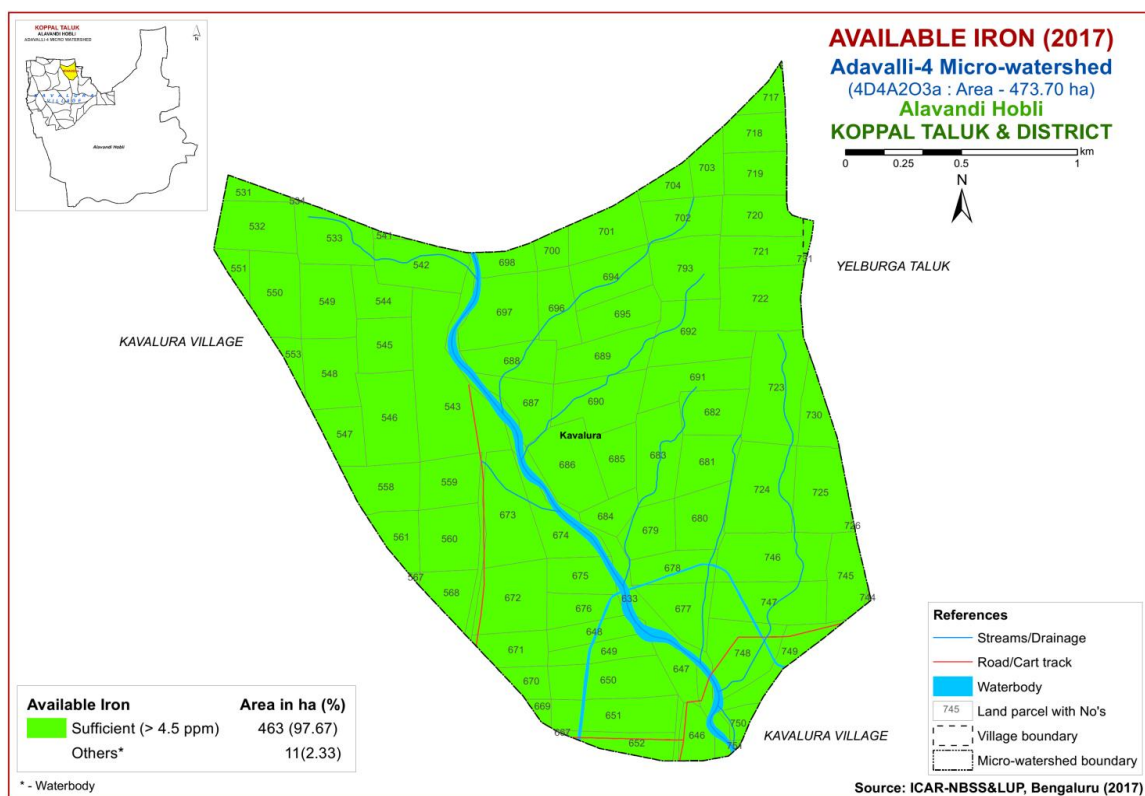 KOPPAL TALUK
ALAVANDI HOBLI
ADAVALLI-4 MICRO WATERSHED
N
Alavandi Hobli
AVAILABLE IRON (2017)
Adavalli-4 Micro-watershed
(4D4A2O3a : Area - 473.70 ha)
Alavandi Hobli
KOPPAL TALUK & DISTRICT
km
0 0.25 0.5 1
N
YELBURGA TALUK
KAVALURA VILLAGE
Kavalura
KAVALURA VILLAGE
717
718
703
719
704
531
534
720
702
532
701
533
541
721
700
698
542
551
793
694
550
722
549
544
697
696
695
692
545
553
688
689
548
723
691
690
543
687
682
730
546
547
683
685
686
681
559
558
724
725
684
673
680
679
726
674
561
560
746
678
675
567
745
568
672
633
744
747
676
677
648
671
649
748
749
647
670
650
669
651
750
667
652
646
Available Iron Area in ha (%)
Sufficient (> 4.5 ppm) 463 (97.67)
Others* 11(2.33)
* - Waterbody
References
Streams/Drainage
Road/Cart track
Waterbody
745 Land parcel with No's
Village boundary
Micro-watershed boundary
Source: ICAR-NBSS&LUP, Bengaluru (2017)